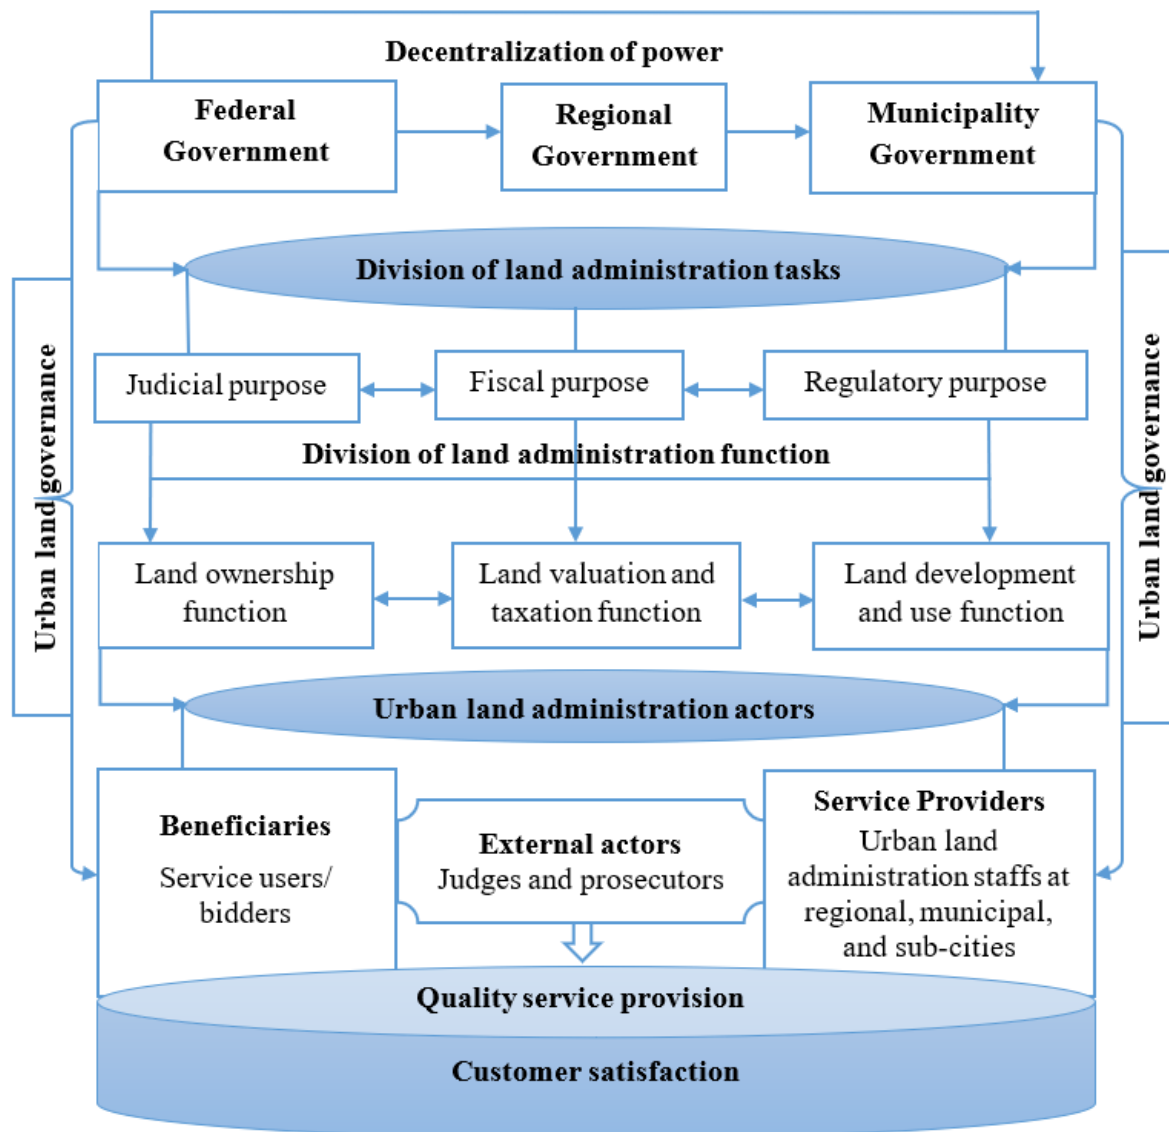 Decentralization of power
Federal
Government
Regional
Government
Municipality
Government
Division of land administration tasks
Judicial purpose
Fiscal purpose
Regulatory purpose
Division of land administration function
Urban land governance
Urban land governance
Land ownership
function
Land valuation and
taxation function
Land development
and use function
Urban land administration actors
Beneficiaries
Service users/
bidders
External actors
Judges and prosecutors
Service Providers
Urban land
administration staffs at
regional, municipal,
and sub-cities
Quality service provision
Customer satisfaction